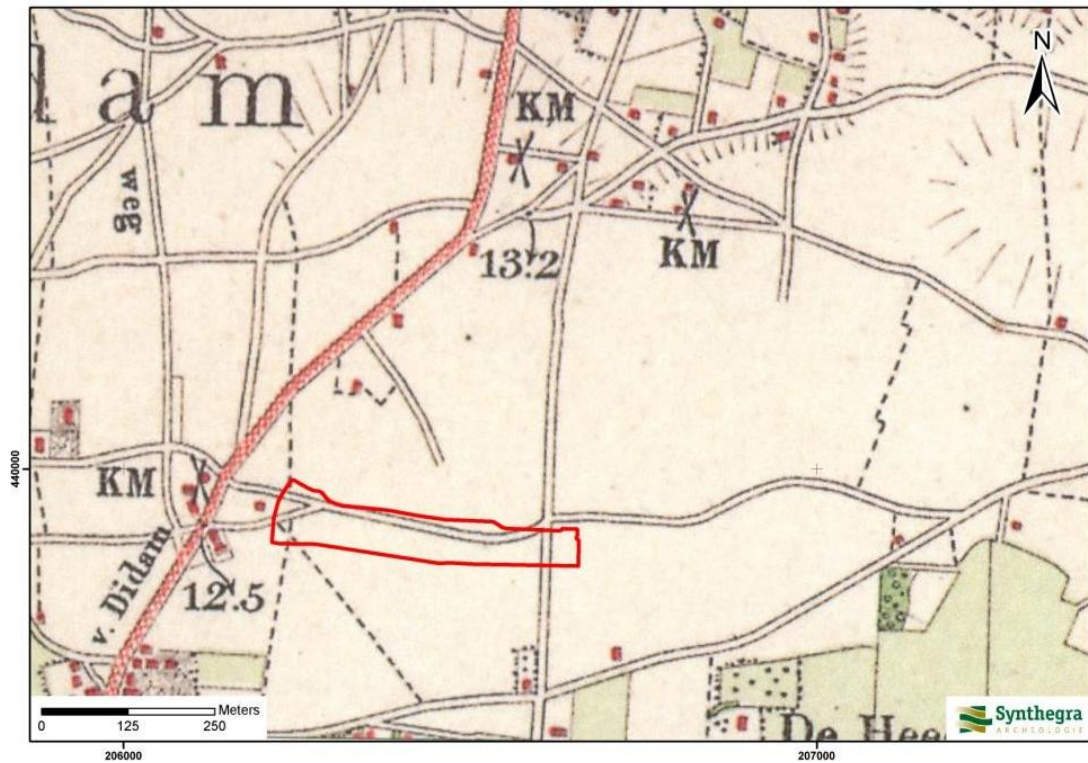 N
KM
dam
weg
13.2
KM
440000
KM
v. Didam
12.5
Meters
0 125 250
De Hee
Synthegra
ARCHEOLOGIE
206000
207000